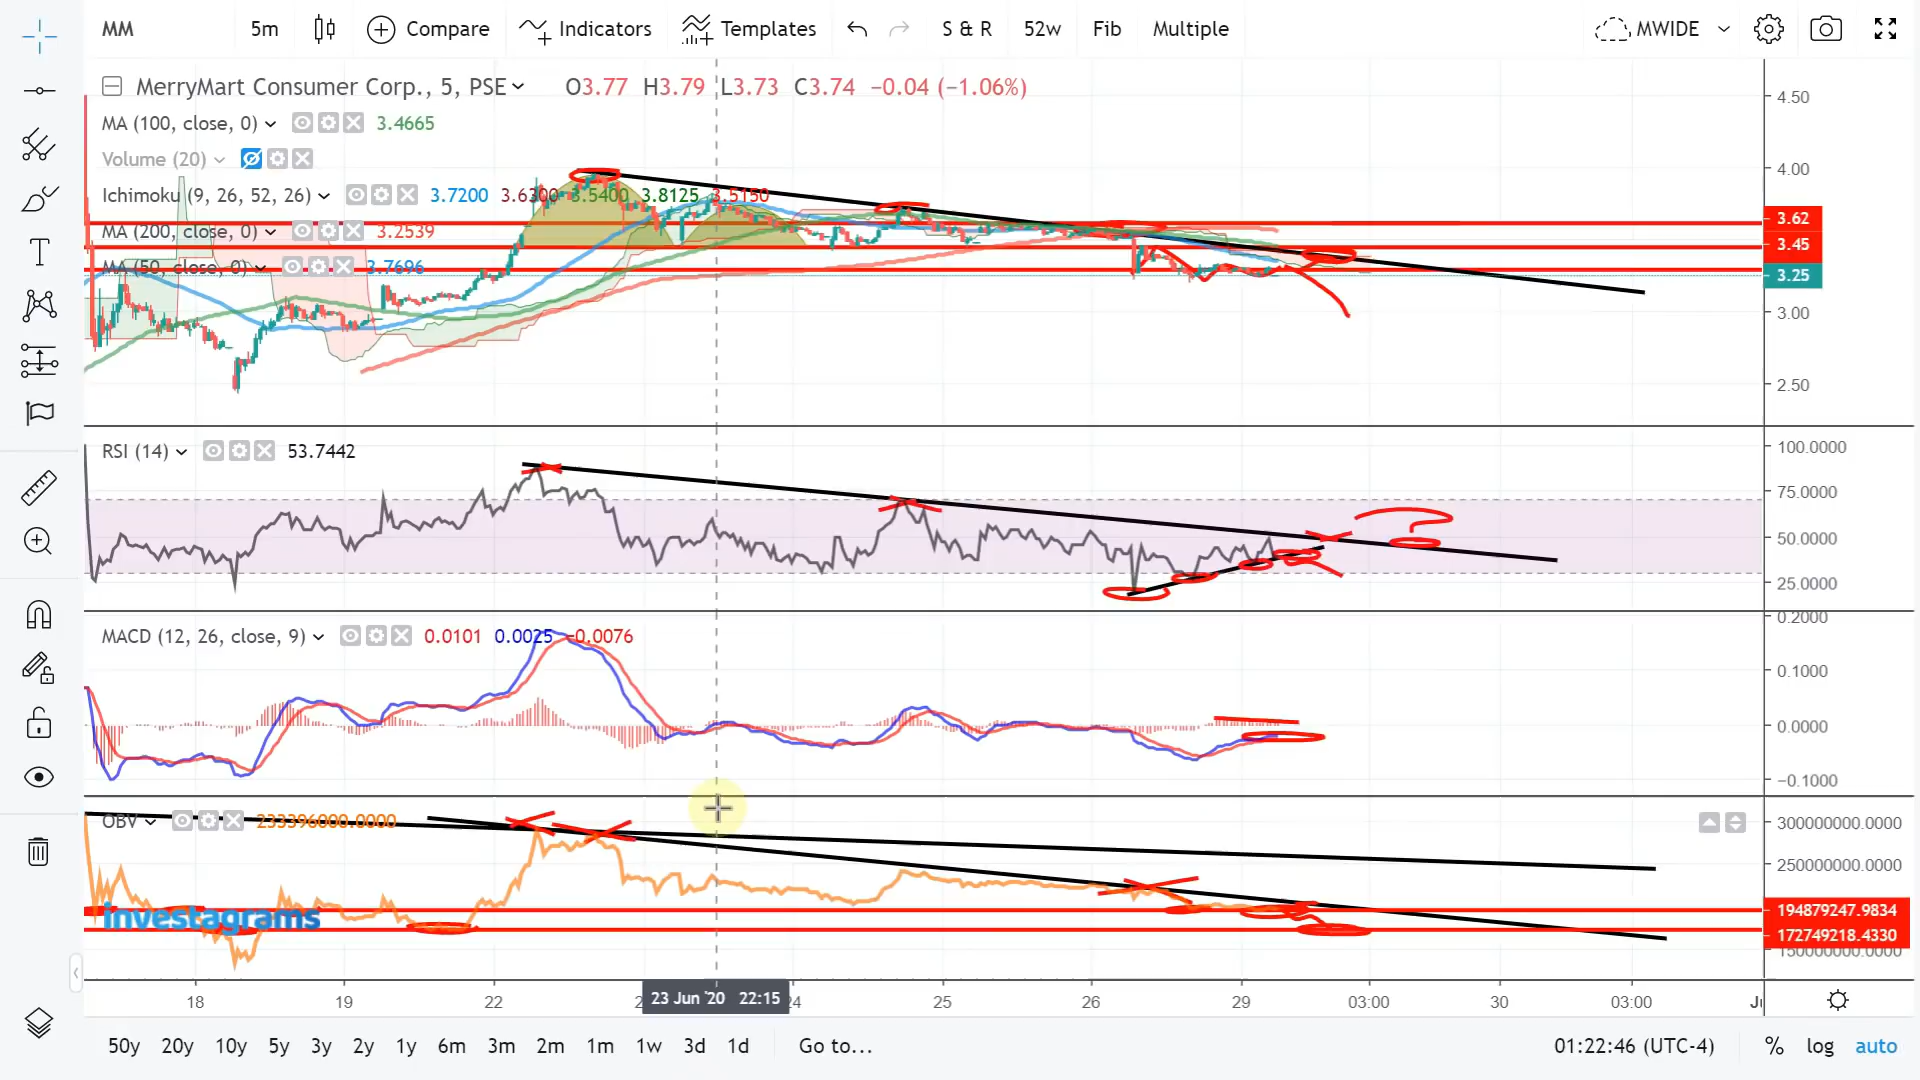 MM 5m Compare Indicators Templates S & R 52w Fib Multiple MWIDE
MerryMart Consumer Corp., 5, PSE O3.77 H3.79 L3.73 C3.74 −0.04 (−1.06%)
MA (100, close, 0) 3.4665
Volume (20)
Ichimoku (9, 26, 52, 26) 3.7200 3.6300 3.5400 3.8125 3.5150
MA (200, close, 0) 3.2539
MA (50, close, 0) 3.7696
4.50
4.00
3.62
3.45
3.25
3.00
2.50
RSI (14) 53.7442
100.0000
75.0000
50.0000
25.0000
MACD (12, 26, close, 9) 0.0101 0.0025 −0.0076
0.2000
0.1000
0.0000
−0.1000
OBV 233396000.0000
300000000.0000
250000000.0000
194879247.9834
172749218.4330
150000000.0000
investagrams
18 19 22 23 Jun '20 22:15 24 25 26 29 03:00 30 03:00
50y 20y 10y 5y 3y 2y 1y 6m 3m 2m 1m 1w 3d 1d Go to... 01:22:46 (UTC-4) % log auto